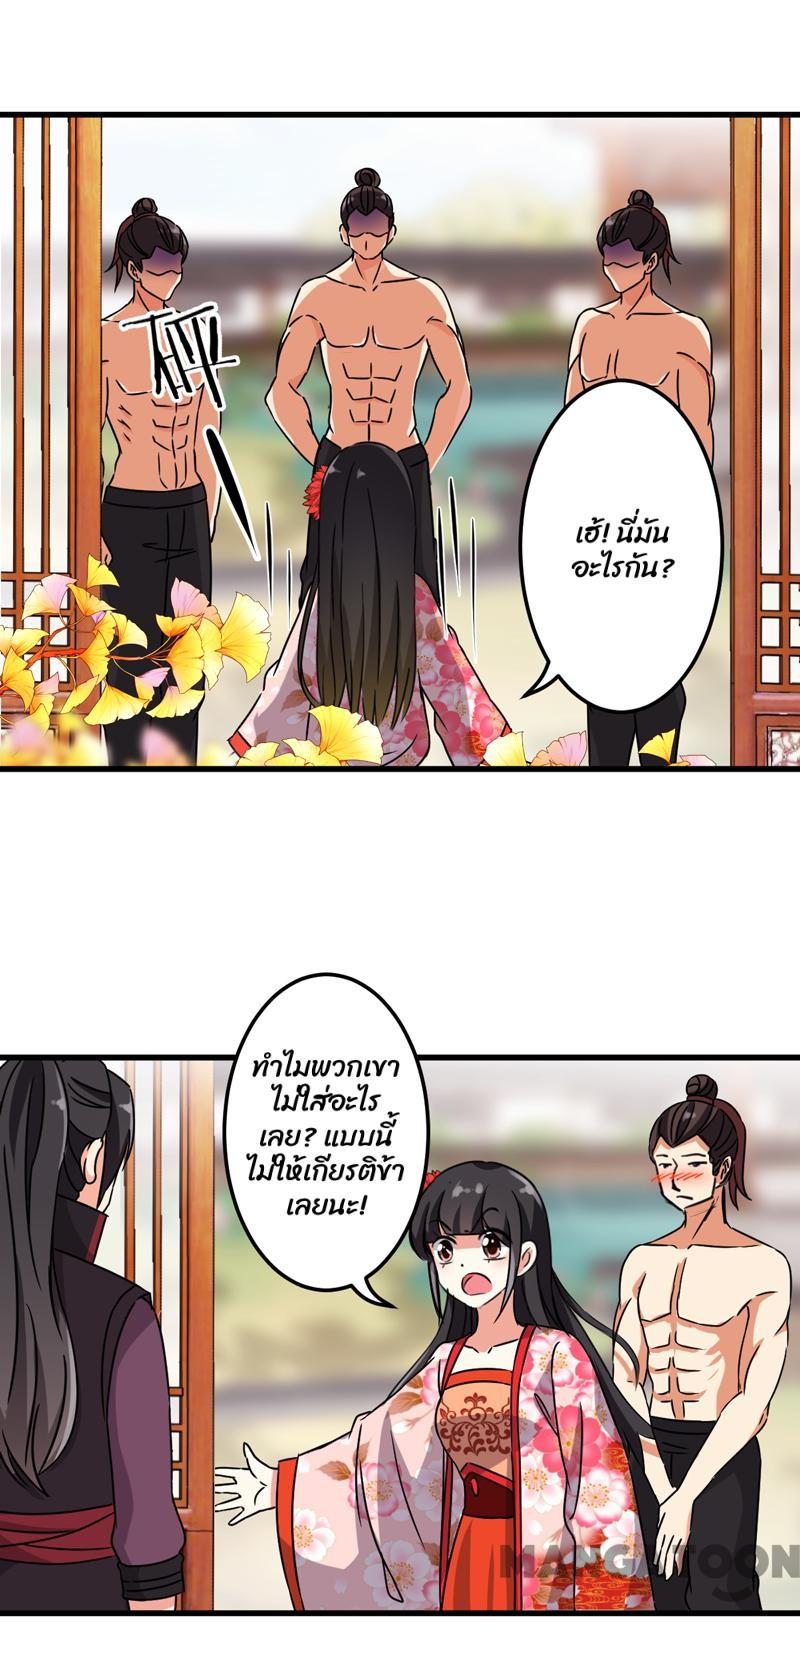 砰
เฮ้! นี่มัน
อะไรกัน?
ทำไมพวกเขา
ไม่ใส่อะไร
เลย? แบบนี้
ไม่ให้เกียรติข้า
เลยนะ!
MANGATOON